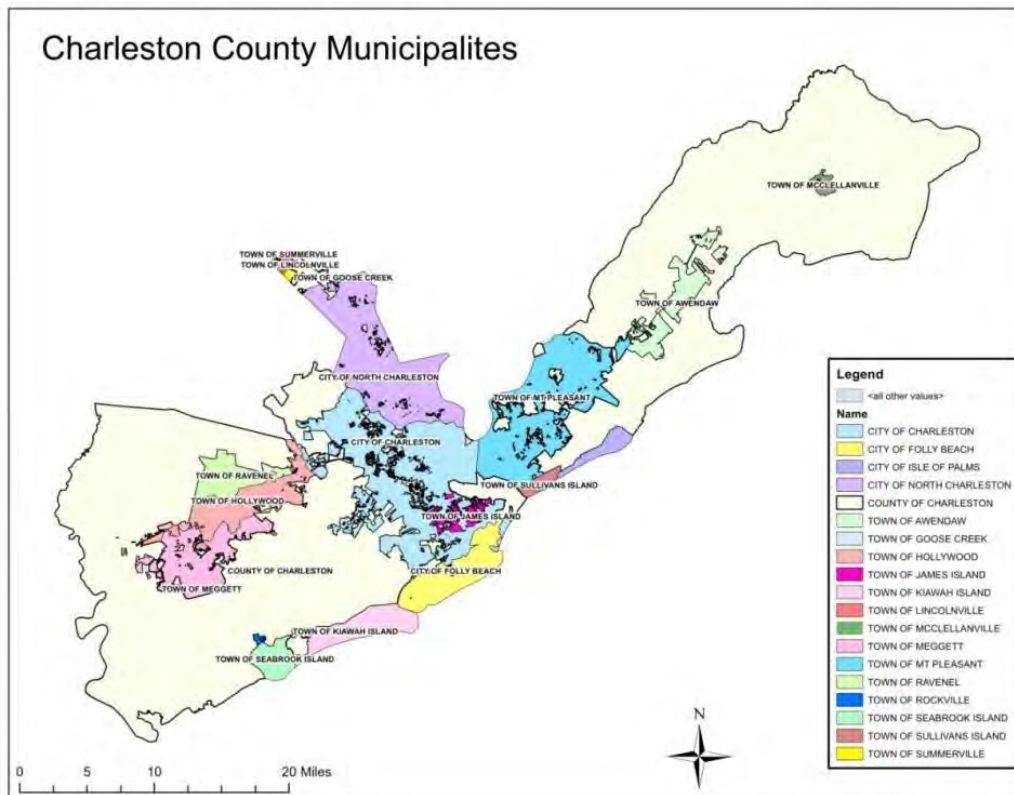 Charleston County Municipalites
TOWN OF MCCLELLANVILLE
TOWN OF SUMMERVILLE
TOWN OF LINCOLNVILLE
TOWN OF GOOSE CREEK
TOWN OF AWENDAW
CITY OF NORTH CHARLESTON
TOWN OF MT PLEASANT
CITY OF CHARLESTON
TOWN OF RAVENEL
TOWN OF SULLIVANS ISLAND
TOWN OF HOLLYWOOD
TOWN OF JAMES ISLAND
COUNTY OF CHARLESTON
CITY OF FOLLY BEACH
TOWN OF MEGGETT
TOWN OF KIAWAH ISLAND
TOWN OF SEABROOK ISLAND
Legend
<all other values>
Name
CITY OF CHARLESTON
CITY OF FOLLY BEACH
CITY OF ISLE OF PALMS
CITY OF NORTH CHARLESTON
COUNTY OF CHARLESTON
TOWN OF AWENDAW
TOWN OF GOOSE CREEK
TOWN OF HOLLYWOOD
TOWN OF JAMES ISLAND
TOWN OF KIAWAH ISLAND
TOWN OF LINCOLNVILLE
TOWN OF MCCLELLANVILLE
TOWN OF MEGGETT
TOWN OF MT PLEASANT
TOWN OF RAVENEL
TOWN OF ROCKVILLE
TOWN OF SEABROOK ISLAND
TOWN OF SULLIVANS ISLAND
TOWN OF SUMMERVILLE
N
0 5 10 20 Miles